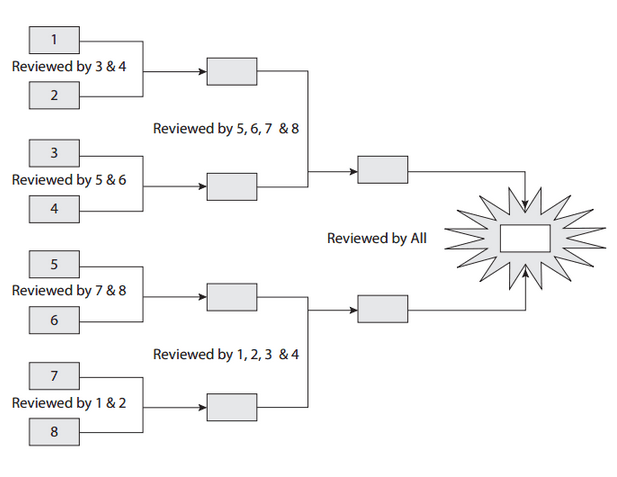 1
Reviewed by 3 & 4
2
Reviewed by 5, 6, 7 & 8
3
Reviewed by 5 & 6
4
Reviewed by All
5
Reviewed by 7 & 8
6
Reviewed by 1, 2, 3 & 4
7
Reviewed by 1 & 2
8